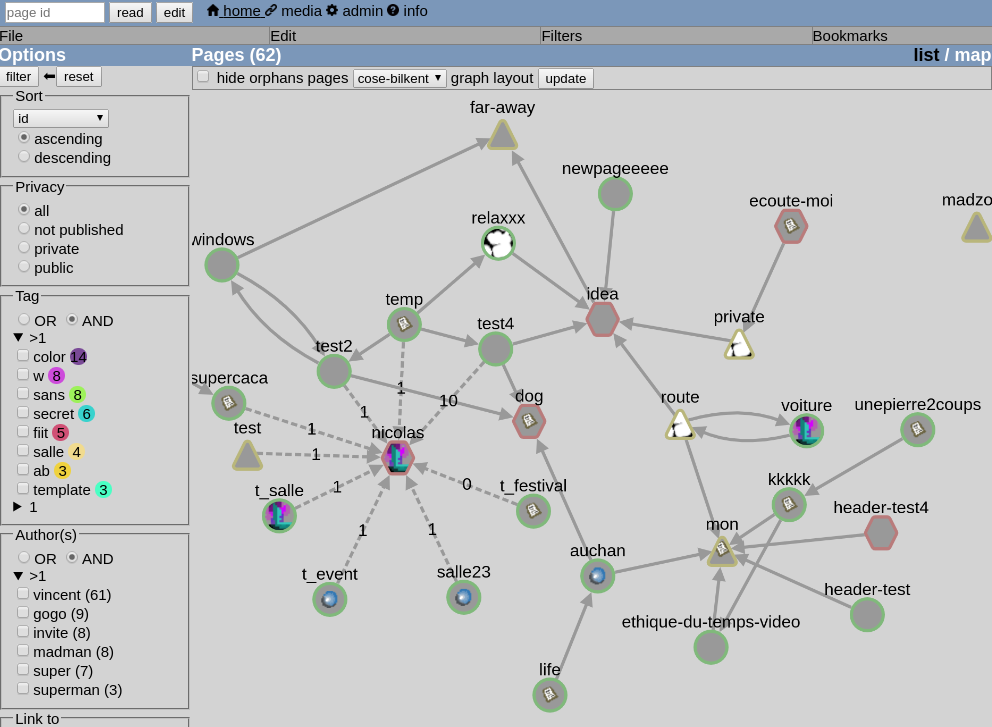 page id read edit home media admin info
File Edit Filters Bookmarks
Options Pages (62) list / map
filter reset hide orphans pages cose-bilkent graph layout update
Sort
id
ascending
descending
Privacy
all
not published
private
public
Tag
OR AND
>1
color 14
w 8
sans 8
secret 6
fiit 5
salle 4
ab 3
template 3
1
Author(s)
OR AND
>1
vincent (61)
gogo (9)
invite (8)
madman (8)
super (7)
superman (3)
Link to
far-away
newpageeeee
ecoute-moi
madzo
relaxxx
windows
idea
temp
private
test4
test2
supercaca
1
10
dog
route
voiture
unepierre2coups
1
test
1
nicolas
1
t_salle
1
0
t_festival
kkkkk
header-test4
mon
1
1
auchan
t_event
salle23
header-test
ethique-du-temps-video
life